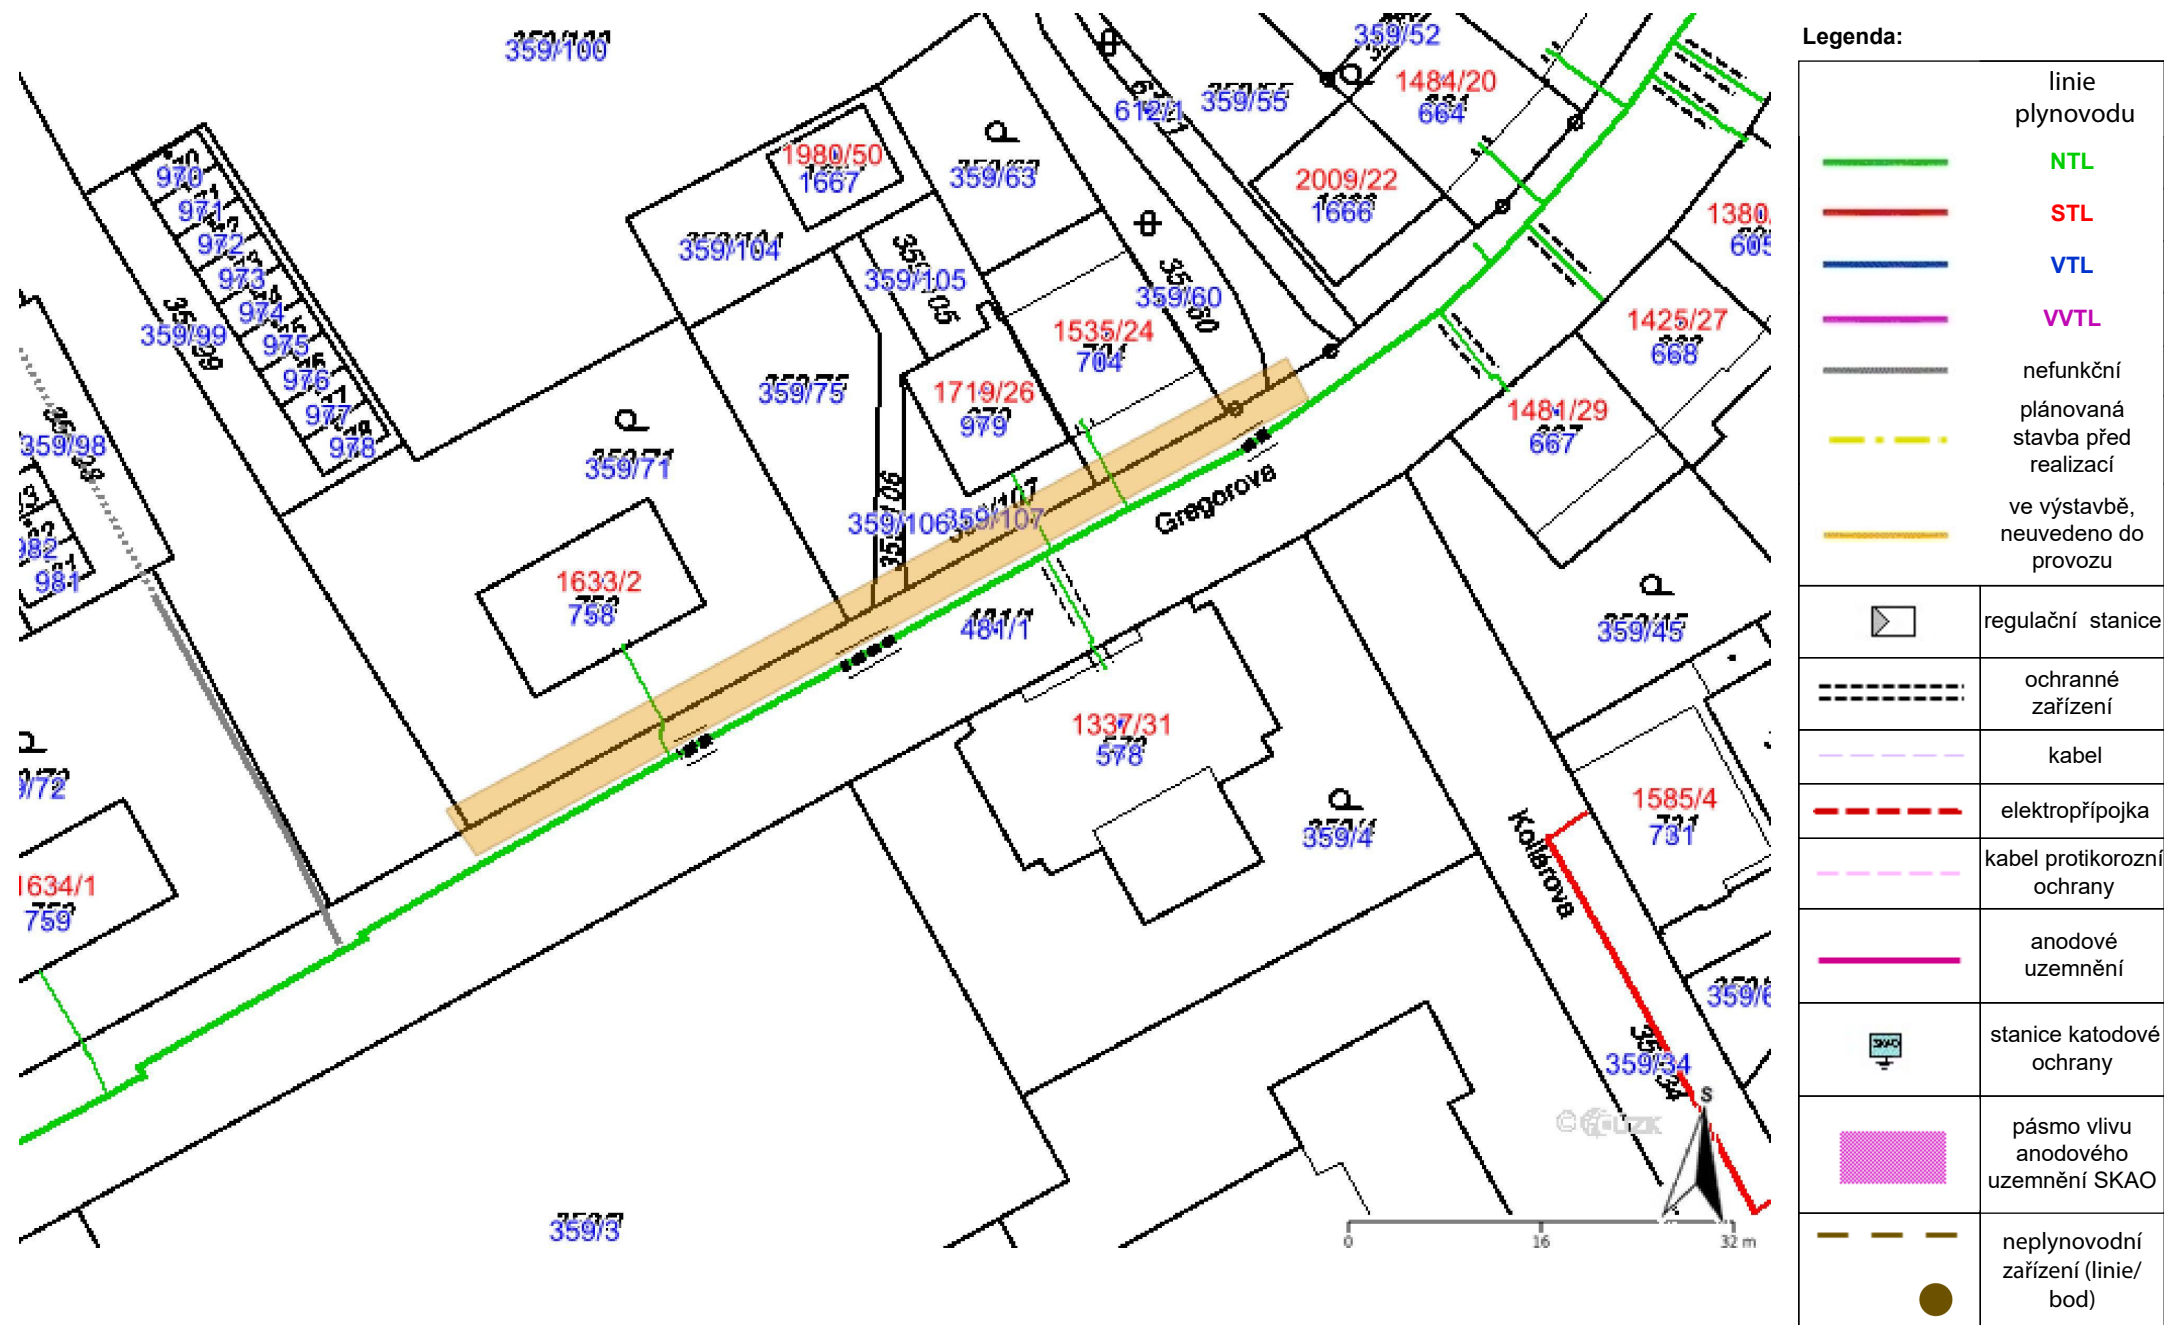 359/100
359/52
1484/20
664
359/55
612/1
1980/50
1667
359/63
2009/22
1666
970
971
972
973
974
975
976
977
978
359/99
359/104
359/105
359/60
605
1535/24
704
1425/27
668
359/75
1719/26
979
1481/29
667
359/98
359/71
359/106
359/107
Gregorova
982
981
1633/2
758
481/1
359/45
1337/31
578
359/4
1585/4
731
Kollárova
1634/1
759
359/34
359/3
S
0
16
32 m
Legenda:
linie
plynovodu
NTL
STL
VTL
VVTL
nefunkční
plánovaná
stavba před
realizací
ve výstavbě,
neuvedeno do
provozu
regulační stanice
ochranné
zařízení
kabel
elektropřípojka
kabel protikorozní
ochrany
anodové
uzemnění
SKAO
stanice katodové
ochrany
pásmo vlivu
anodového
uzemnění SKAO
neplynovodní
zařízení (linie/
bod)